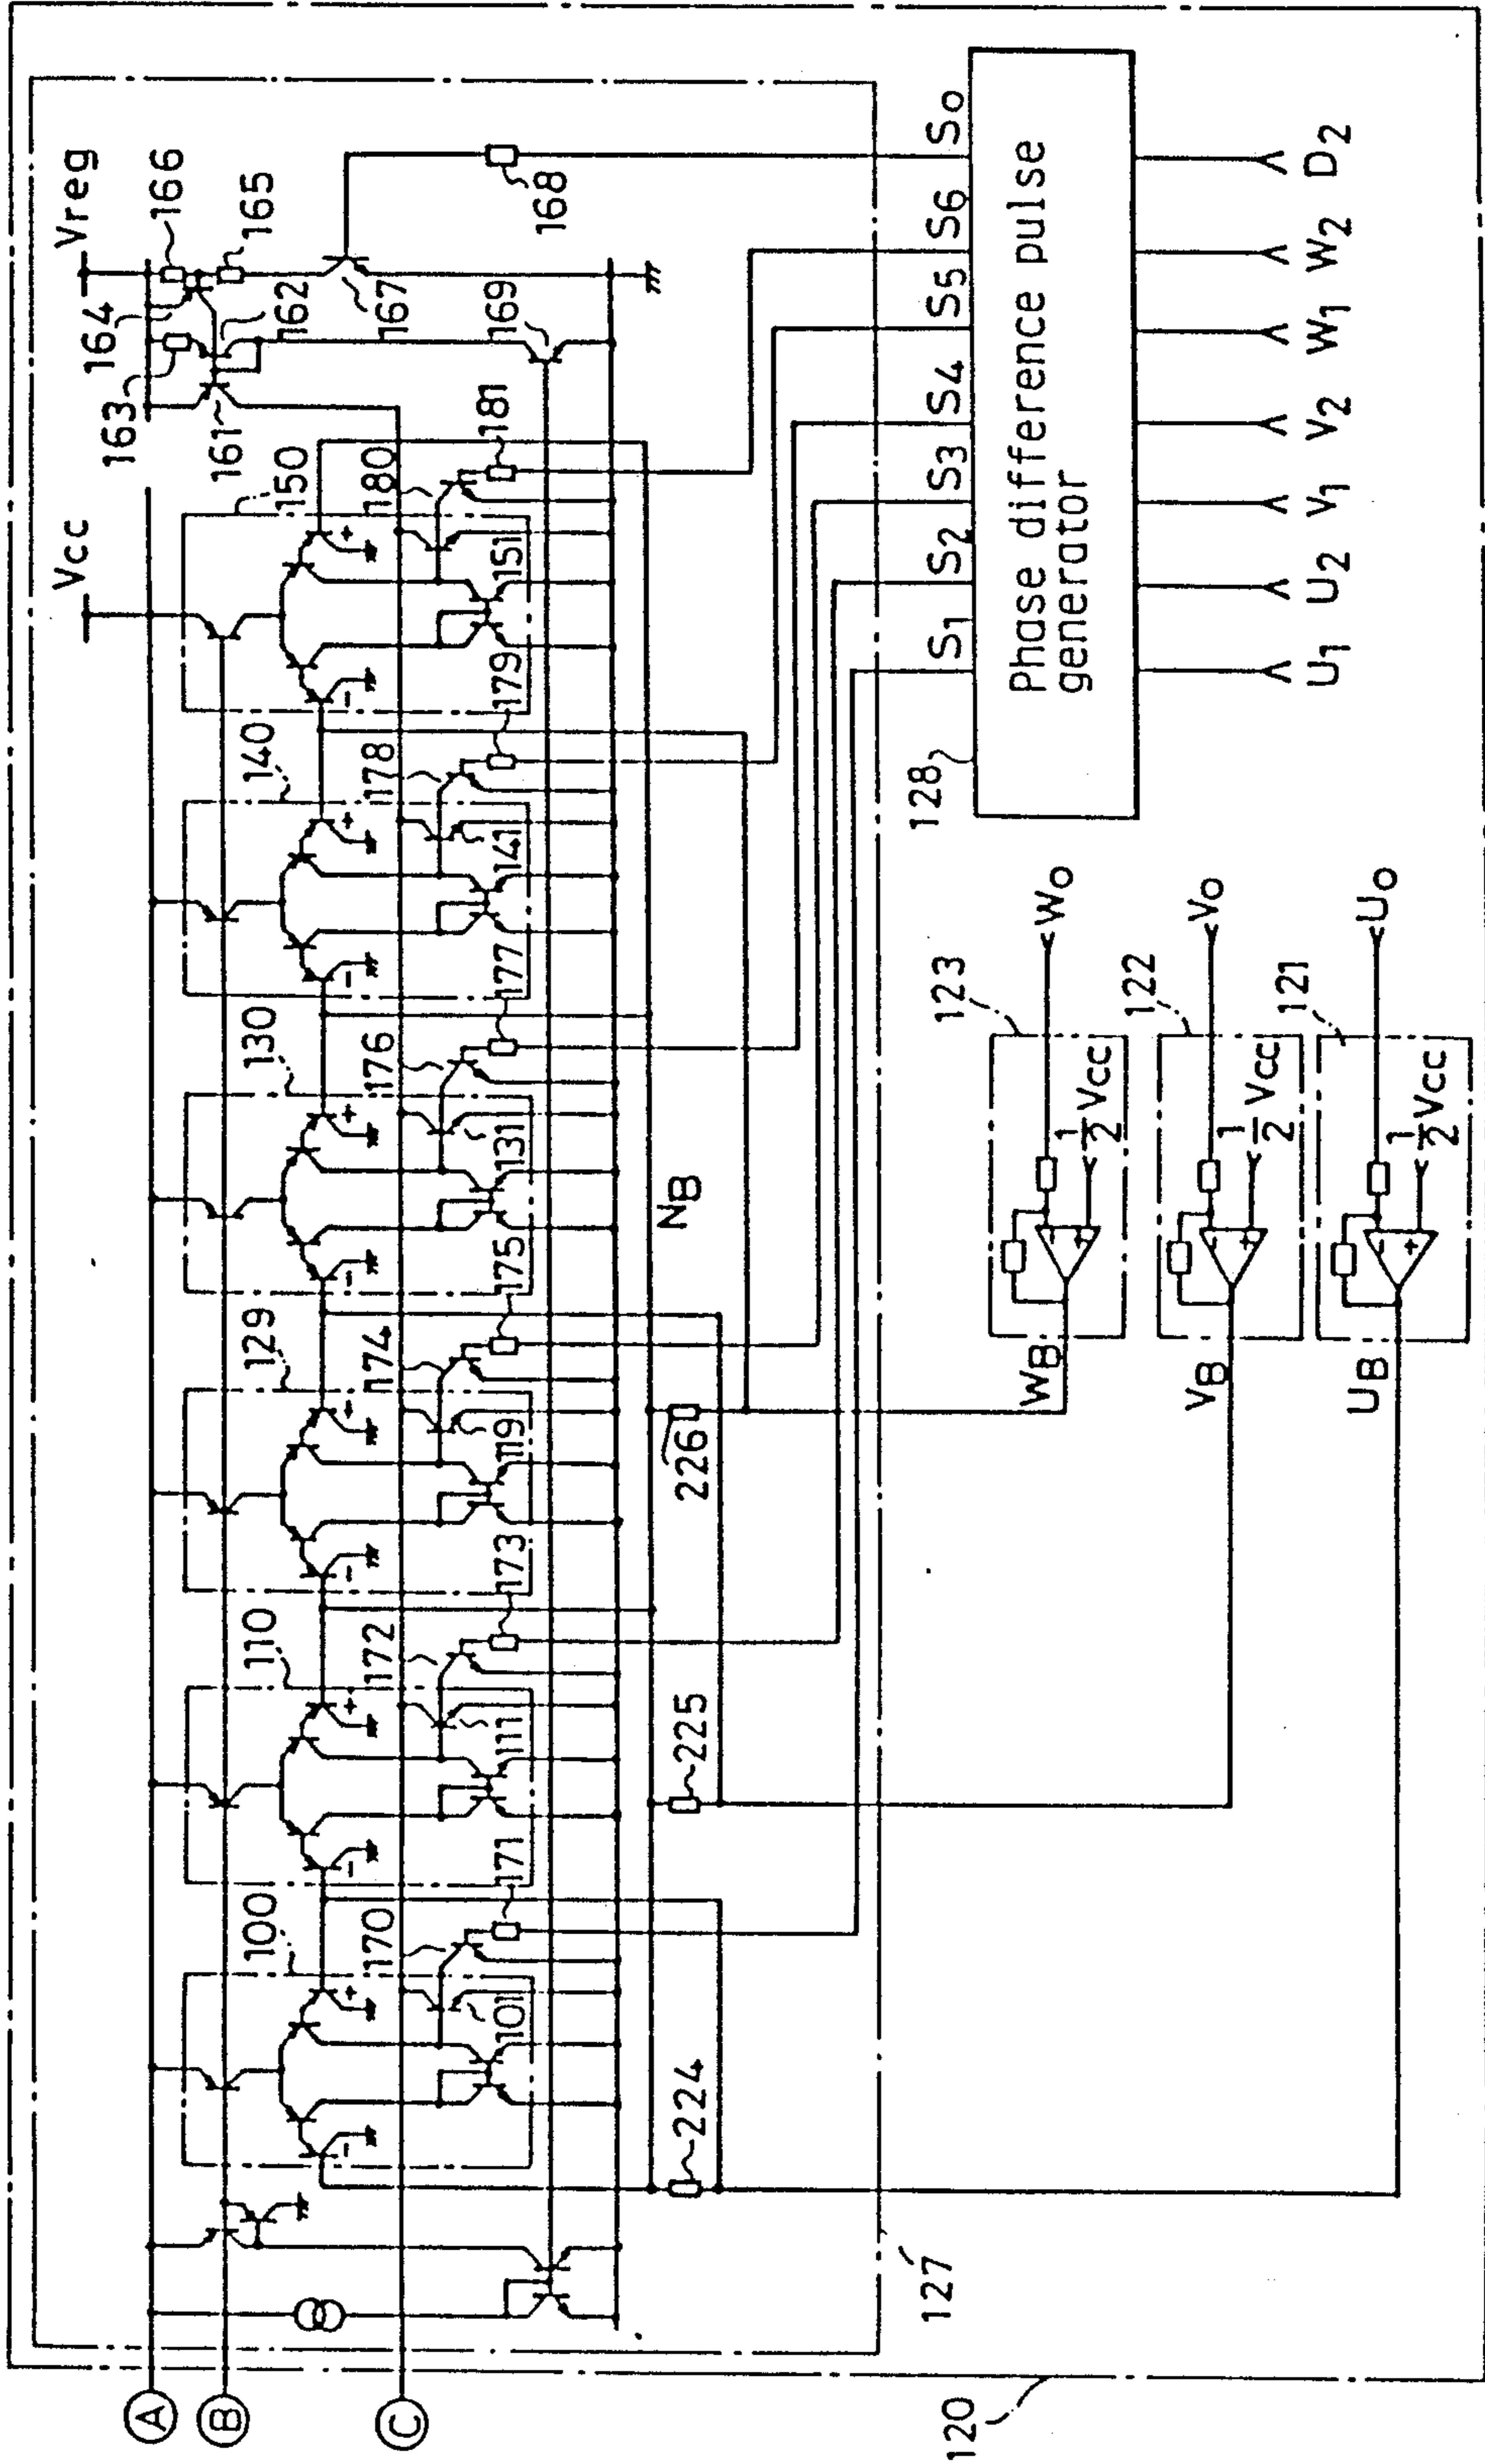 Vcc
Vreg
A
B
C
100
110
129
130
140
150
161
162
163
164
165
166
167
168
169
170
172
174
176
178
180
171
173
175
177
179
181
101
111
119
131
141
151
-
+
-
+
-
+
-
+
-
+
-
+
224
225
226
NB
127
S1
S2
S3
S4
S5
S6
S0
128
Phase difference pulse
generator
U1
U2
V1
V2
W1
W2
D2
WB
123
W0
- +
1/2 Vcc
VB
122
V0
- +
1/2 Vcc
UB
121
U0
- +
1/2 Vcc
120